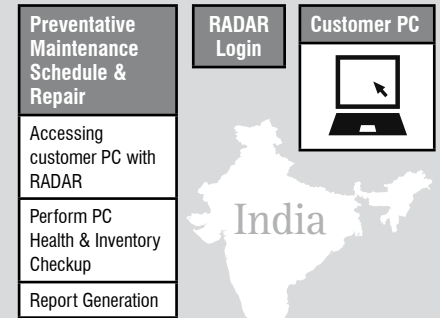 Preventative
Maintenance
Schedule &
Repair
Accessing
customer PC with
RADAR
Perform PC
Health & Inventory
Checkup
Report Generation
RADAR
Login
Customer PC
India